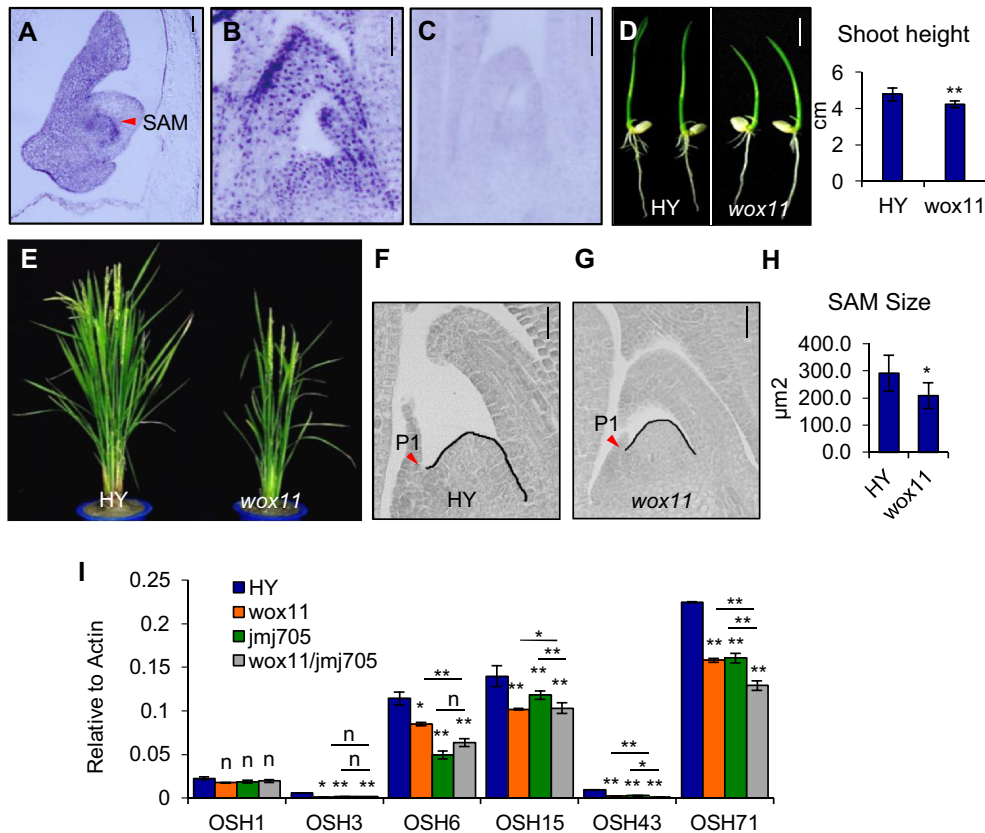 A
SAM
B
C
D
HY
wox11
Shoot height
cm
6
4
2
0
**
HY
wox11
E
HY
wox11
F
P1
HY
G
P1
wox11
H
SAM Size
µm2
400.0
300.0
200.0
100.0
0.0
*
HY
wox11
I
Relative to Actin
0.25
0.2
0.15
0.1
0.05
0
HY
wox11
jmj705
wox11/jmj705
n n n
n
n
* ** **
**
n
* ** **
*
**
** ** **
**
*
** ** **
**
**
** ** **
OSH1 OSH3 OSH6 OSH15 OSH43 OSH71